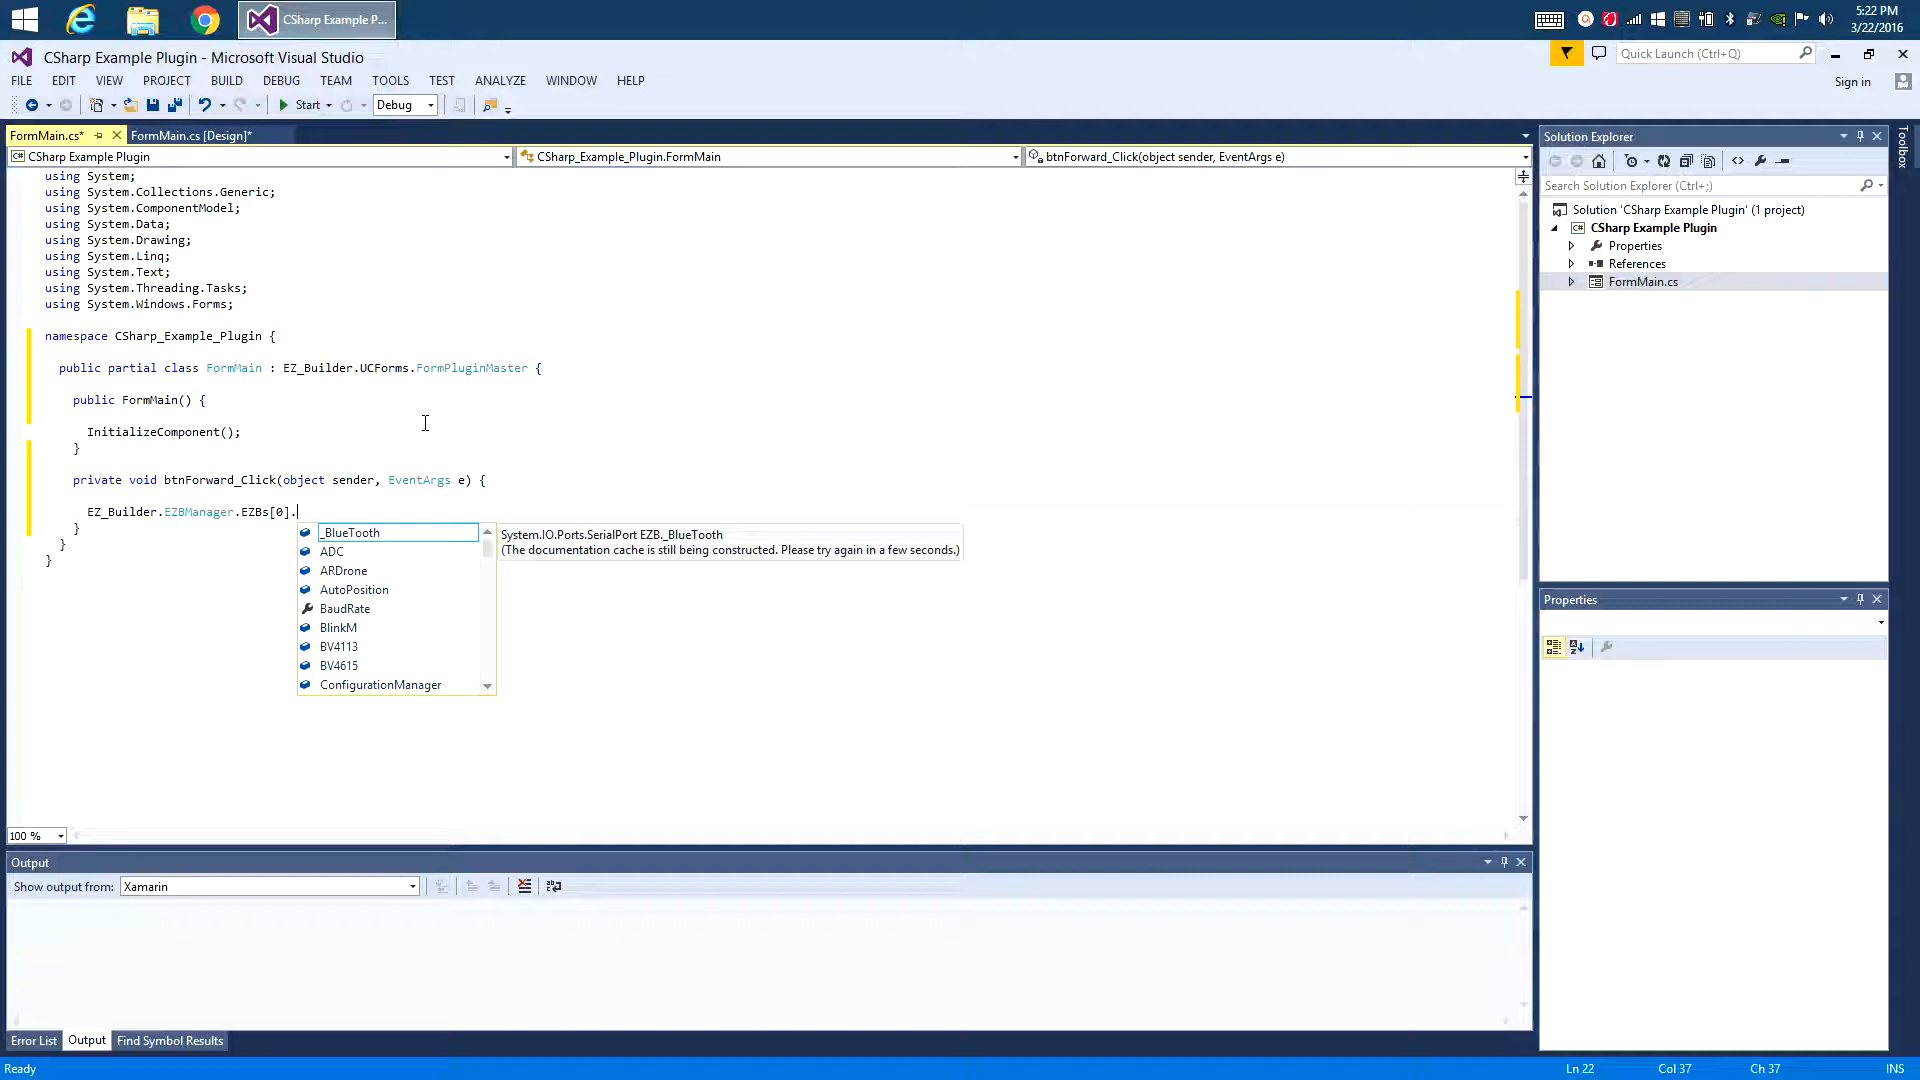 CSharp Example P...
5:22 PM
3/22/2016
CSharp Example Plugin - Microsoft Visual Studio
Quick Launch (Ctrl+Q)
FILE EDIT VIEW PROJECT BUILD DEBUG TEAM TOOLS TEST ANALYZE WINDOW HELP
Sign in
Start
Debug
FormMain.cs*
FormMain.cs [Design]*
CSharp Example Plugin
CSharp_Example_Plugin.FormMain
btnForward_Click(object sender, EventArgs e)
using System;
using System.Collections.Generic;
using System.ComponentModel;
using System.Data;
using System.Drawing;
using System.Linq;
using System.Text;
using System.Threading.Tasks;
using System.Windows.Forms;
namespace CSharp_Example_Plugin {
public partial class FormMain : EZ_Builder.UCForms.FormPluginMaster {
public FormMain() {
InitializeComponent();
}
private void btnForward_Click(object sender, EventArgs e) {
EZ_Builder.EZBManager.EZBs[0].
}
}
}
_BlueTooth
ADC
ARDrone
AutoPosition
BaudRate
BlinkM
BV4113
BV4615
ConfigurationManager
System.IO.Ports.SerialPort EZB._BlueTooth
(The documentation cache is still being constructed. Please try again in a few seconds.)
100 %
Output
Show output from: Xamarin
Error List Output Find Symbol Results
Solution Explorer
Search Solution Explorer (Ctrl+;)
Solution 'CSharp Example Plugin' (1 project)
C# CSharp Example Plugin
Properties
References
FormMain.cs
Properties
Toolbox
Ready
Ln 22 Col 37 Ch 37 INS